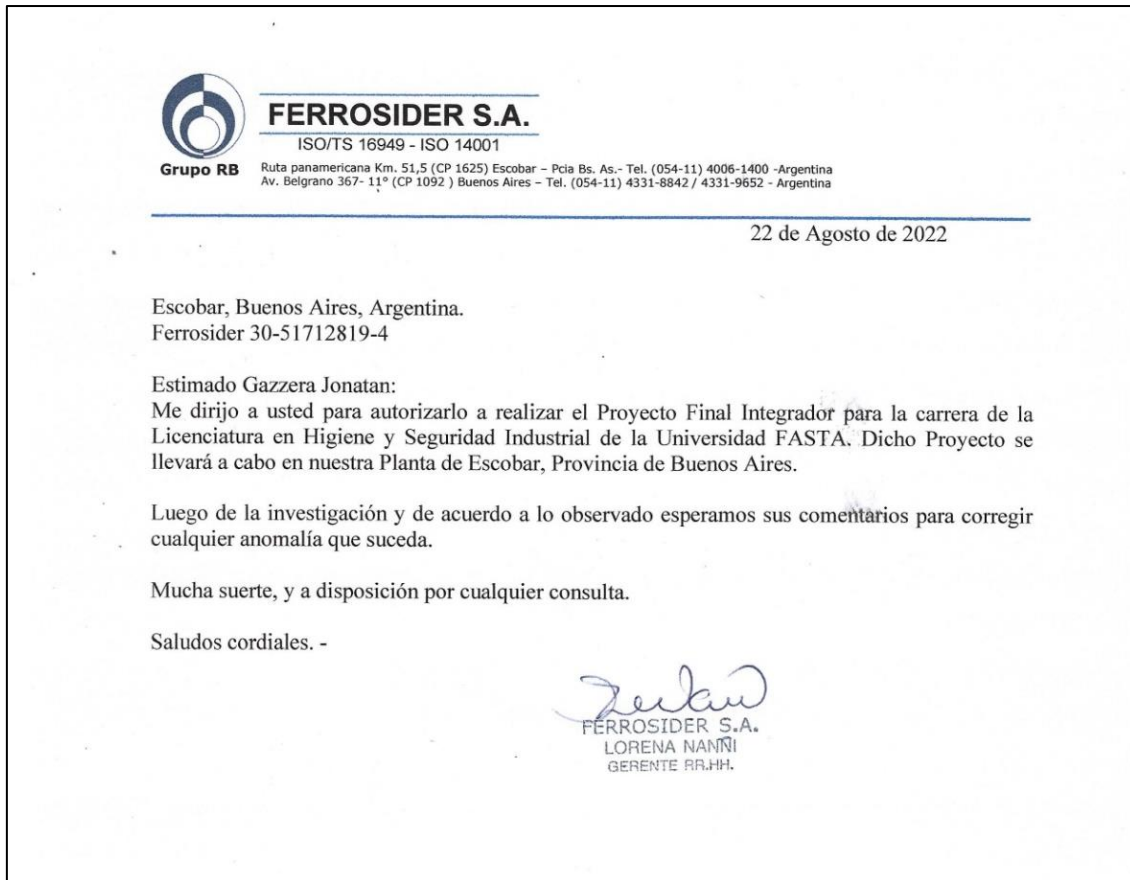 FERROSIDER S.A.
ISO/TS 16949 - ISO 14001
Grupo RB
Ruta panamericana Km. 51,5 (CP 1625) Escobar – Pcia Bs. As.- Tel. (054-11) 4006-1400 -Argentina
Av. Belgrano 367- 11º (CP 1092 ) Buenos Aires – Tel. (054-11) 4331-8842 / 4331-9652 - Argentina
22 de Agosto de 2022
Escobar, Buenos Aires, Argentina.
Ferrosider 30-51712819-4
Estimado Gazzera Jonatan:
Me dirijo a usted para autorizarlo a realizar el Proyecto Final Integrador para la carrera de la
Licenciatura en Higiene y Seguridad Industrial de la Universidad FASTA. Dicho Proyecto se
llevará a cabo en nuestra Planta de Escobar, Provincia de Buenos Aires.
Luego de la investigación y de acuerdo a lo observado esperamos sus comentarios para corregir
cualquier anomalía que suceda.
Mucha suerte, y a disposición por cualquier consulta.
Saludos cordiales. -
FERROSIDER S.A.
LORENA NANNI
GERENTE RR.HH.